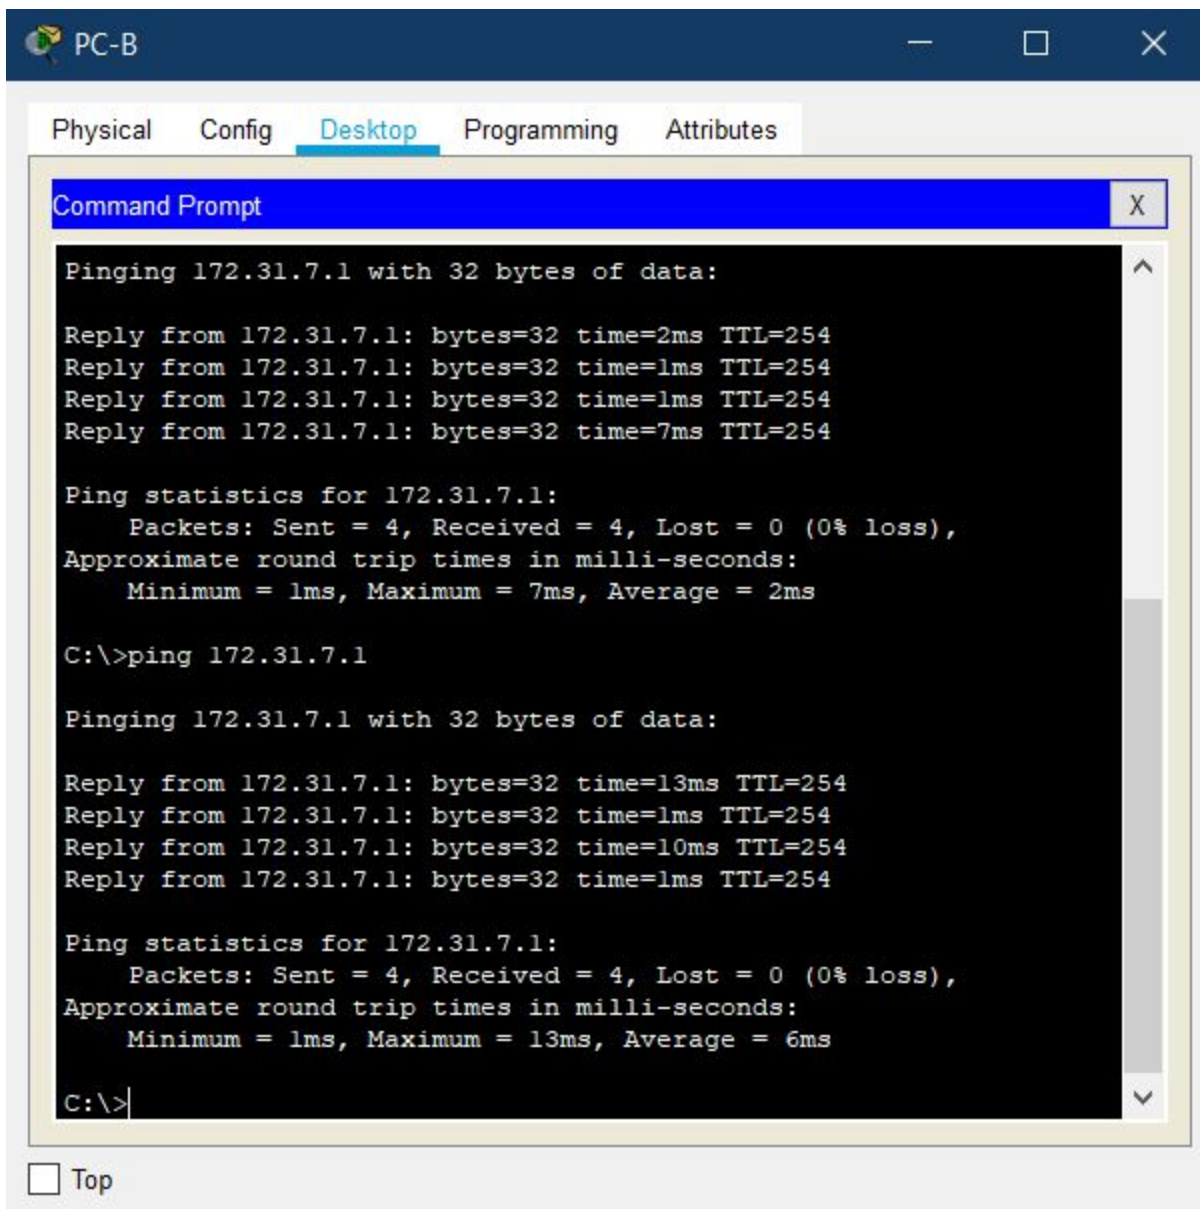 PC-B
Physical Config Desktop Programming Attributes
Command Prompt X
Pinging 172.31.7.1 with 32 bytes of data:
Reply from 172.31.7.1: bytes=32 time=2ms TTL=254
Reply from 172.31.7.1: bytes=32 time=1ms TTL=254
Reply from 172.31.7.1: bytes=32 time=1ms TTL=254
Reply from 172.31.7.1: bytes=32 time=7ms TTL=254
Ping statistics for 172.31.7.1:
Packets: Sent = 4, Received = 4, Lost = 0 (0% loss),
Approximate round trip times in milli-seconds:
Minimum = 1ms, Maximum = 7ms, Average = 2ms
C:\>ping 172.31.7.1
Pinging 172.31.7.1 with 32 bytes of data:
Reply from 172.31.7.1: bytes=32 time=13ms TTL=254
Reply from 172.31.7.1: bytes=32 time=1ms TTL=254
Reply from 172.31.7.1: bytes=32 time=10ms TTL=254
Reply from 172.31.7.1: bytes=32 time=1ms TTL=254
Ping statistics for 172.31.7.1:
Packets: Sent = 4, Received = 4, Lost = 0 (0% loss),
Approximate round trip times in milli-seconds:
Minimum = 1ms, Maximum = 13ms, Average = 6ms
C:\>
Top